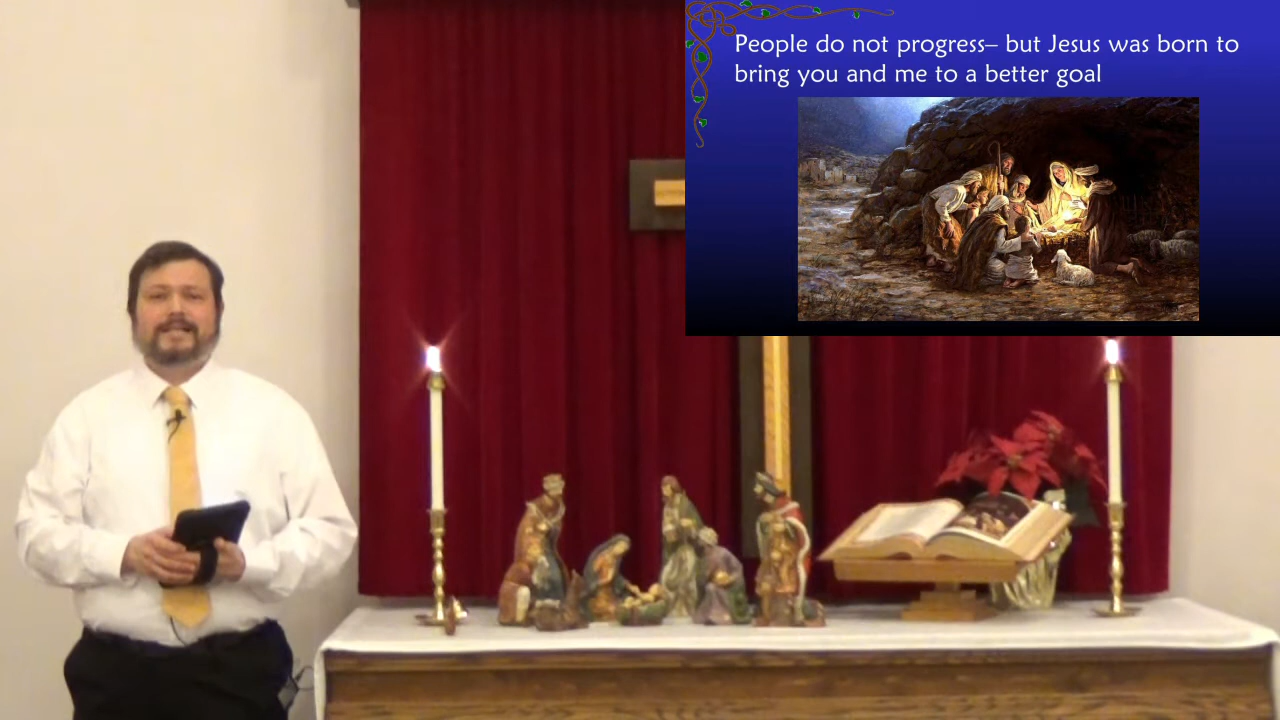 People do not progress– but Jesus was born to
bring you and me to a better goal